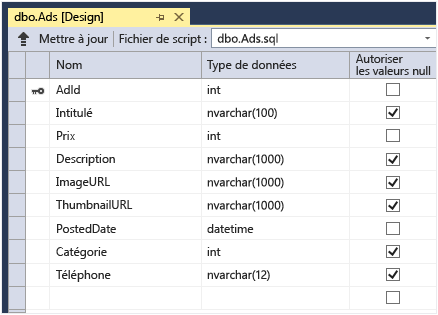 dbo.Ads [Design]
Mettre à jour Fichier de script : dbo.Ads.sql
Nom Type de données Autoriser les valeurs null
AdId int
Intitulé nvarchar(100)
Prix int
Description nvarchar(1000)
ImageURL nvarchar(1000)
ThumbnailURL nvarchar(1000)
PostedDate datetime
Catégorie int
Téléphone nvarchar(12)